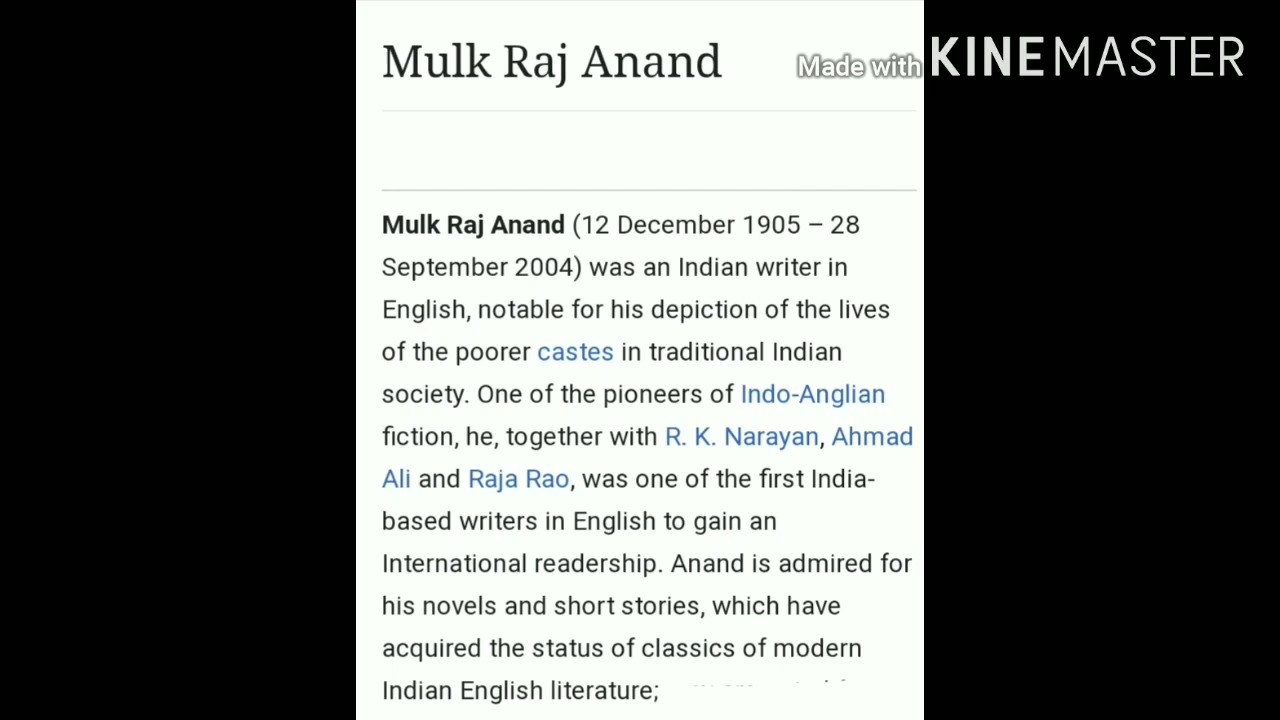 Mulk Raj Anand
Made with KINEMASTER
Mulk Raj Anand (12 December 1905 – 28
September 2004) was an Indian writer in
English, notable for his depiction of the lives
of the poorer castes in traditional Indian
society. One of the pioneers of Indo-Anglian
fiction, he, together with R. K. Narayan, Ahmad
Ali and Raja Rao, was one of the first India-
based writers in English to gain an
International readership. Anand is admired for
his novels and short stories, which have
acquired the status of classics of modern
Indian English literature;